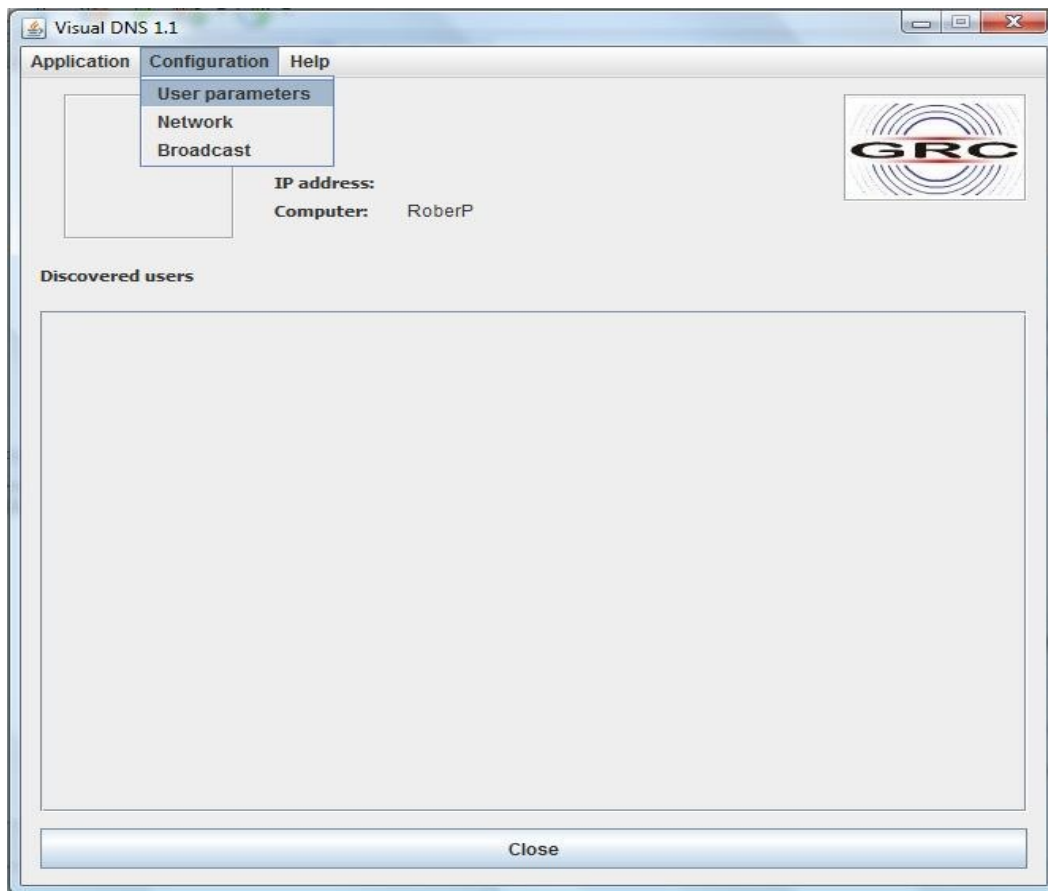 Visual DNS 1.1
Application Configuration Help
User parameters
Network
Broadcast
GRC
IP address:
Computer: RoberP
Discovered users
Close